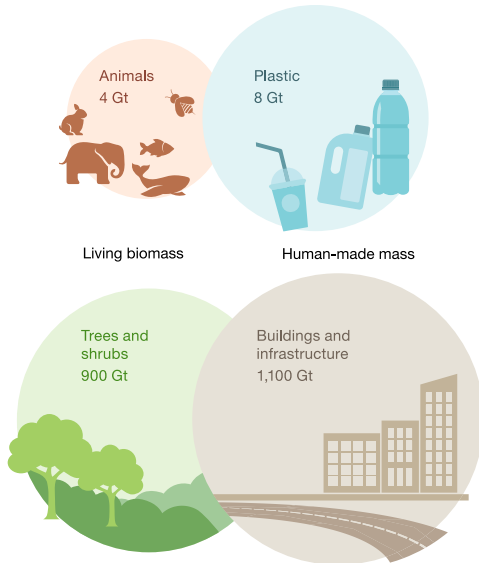 Animals
4 Gt
Plastic
8 Gt
Living biomass
Human-made mass
Trees and
shrubs
900 Gt
Buildings and
infrastructure
1,100 Gt